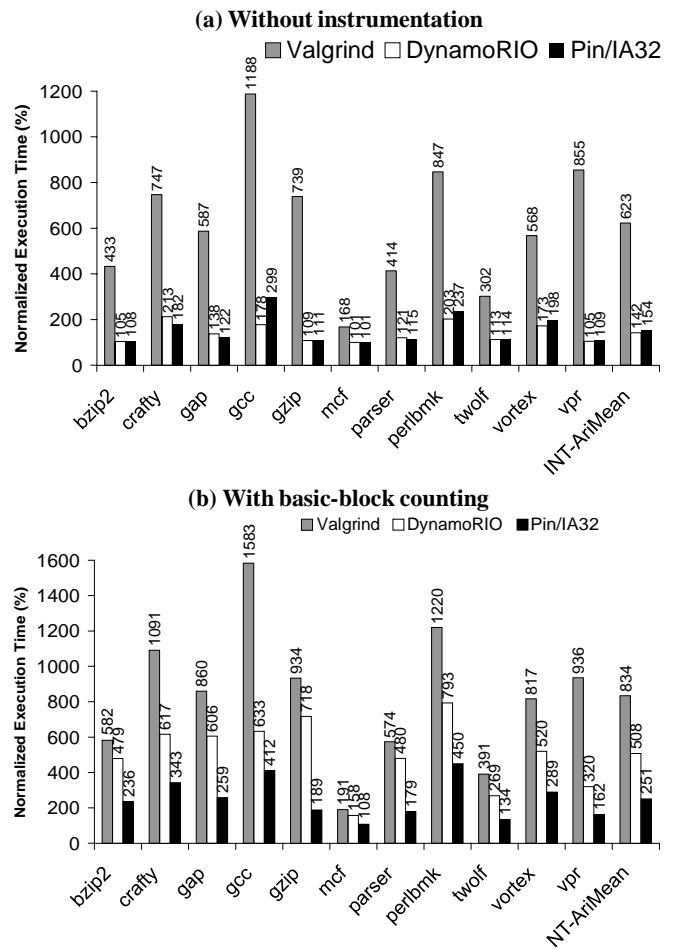 (a) Without instrumentation
Valgrind DynamoRIO Pin/IA32
Normalized Execution Time (%)
1200
1000
800
600
400
200
0
433 105 108
747 213 182
587 138 122
1188 178 299
739 109 111
168 101 101
414 121 115
847 203 237
302 113 114
568 173 198
855 105 109
623 142 154
bzip2 crafty gap gcc gzip mcf parser perlbmk twolf vortex vpr INT-AriMean
(b) With basic-block counting
Valgrind DynamoRIO Pin/IA32
Normalized Execution Time (%)
1600
1400
1200
1000
800
600
400
200
0
582 479 236
1091 617 343
860 606 259
1583 633 412
934 718 189
191 158 108
574 480 179
1220 793 450
391 269 134
817 520 289
936 320 162
834 508 251
bzip2 crafty gap gcc gzip mcf parser perlbmk twolf vortex vpr NT-AriMean